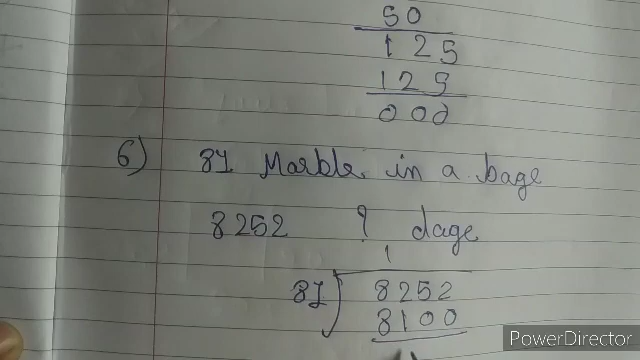 50
125
125
000
6) 81 Marble in a bage
8252 ? dage
1
81 8252
8100
PowerDirector